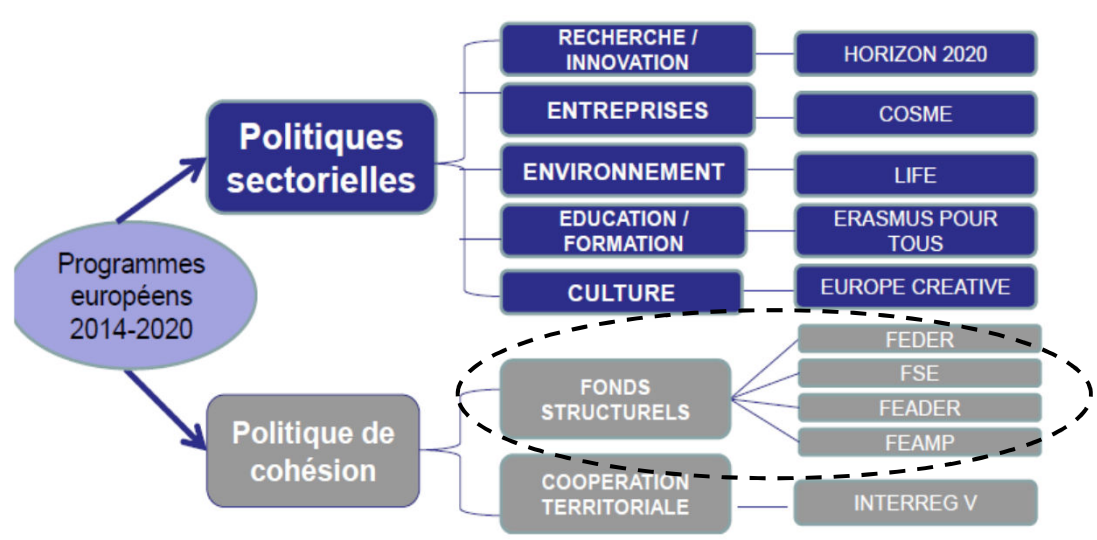 Programmes
européens
2014-2020
Politiques
sectorielles
RECHERCHE /
INNOVATION
HORIZON 2020
ENTREPRISES
COSME
ENVIRONNEMENT
LIFE
EDUCATION /
FORMATION
ERASMUS POUR
TOUS
CULTURE
EUROPE CREATIVE
Politique de
cohésion
FONDS
STRUCTURELS
FEDER
FSE
FEADER
FEAMP
COOPERATION
TERRITORIALE
INTERREG V